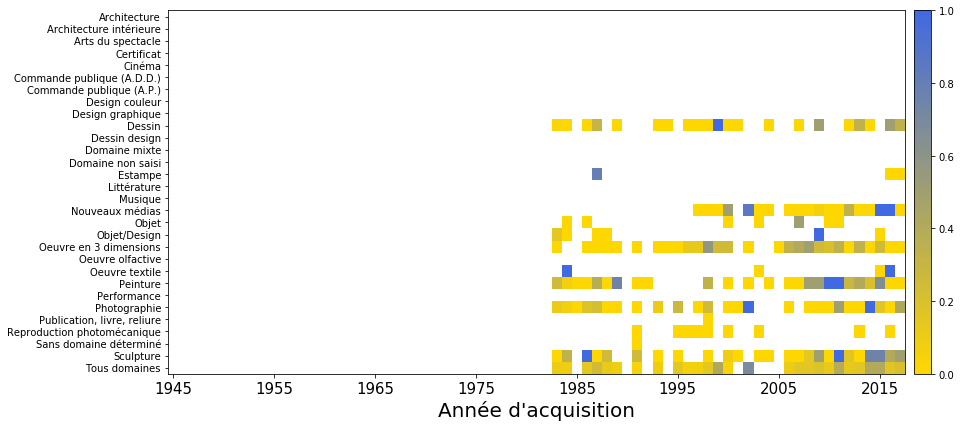 Architecture
Architecture intérieure
Arts du spectacle
Certificat
Cinéma
Commande publique (A.D.D.)
Commande publique (A.P.)
Design couleur
Design graphique
Dessin
Dessin design
Domaine mixte
Domaine non saisi
Estampe
Littérature
Musique
Nouveaux médias
Objet
Objet/Design
Oeuvre en 3 dimensions
Oeuvre olfactive
Oeuvre textile
Peinture
Performance
Photographie
Publication, livre, reliure
Reproduction photomécanique
Sans domaine déterminé
Sculpture
Tous domaines
1945 1955 1965 1975 1985 1995 2005 2015
Année d'acquisition
1.0
0.8
0.6
0.4
0.2
0.0